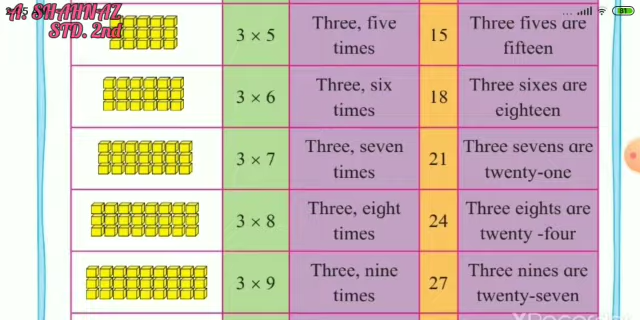 A: SHAHNAZ
STD. 2nd
81
3 × 5
Three, five
times
15
Three fives are
fifteen
3 × 6
Three, six
times
18
Three sixes are
eighteen
3 × 7
Three, seven
times
21
Three sevens are
twenty-one
3 × 8
Three, eight
times
24
Three eights are
twenty -four
3 × 9
Three, nine
times
27
Three nines are
twenty-seven
XRecorder